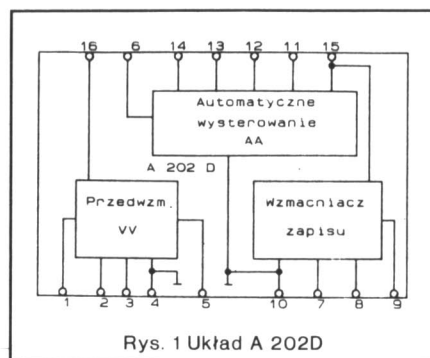 16 6 14 13 12 11 15
Automatyczne
wysterowanie
AA
A 202 D
Przedwzm.
VV
Wzmacniacz
zapisu
1 2 3 4 5 10 7 8 9
Rys. 1 Układ A 202D